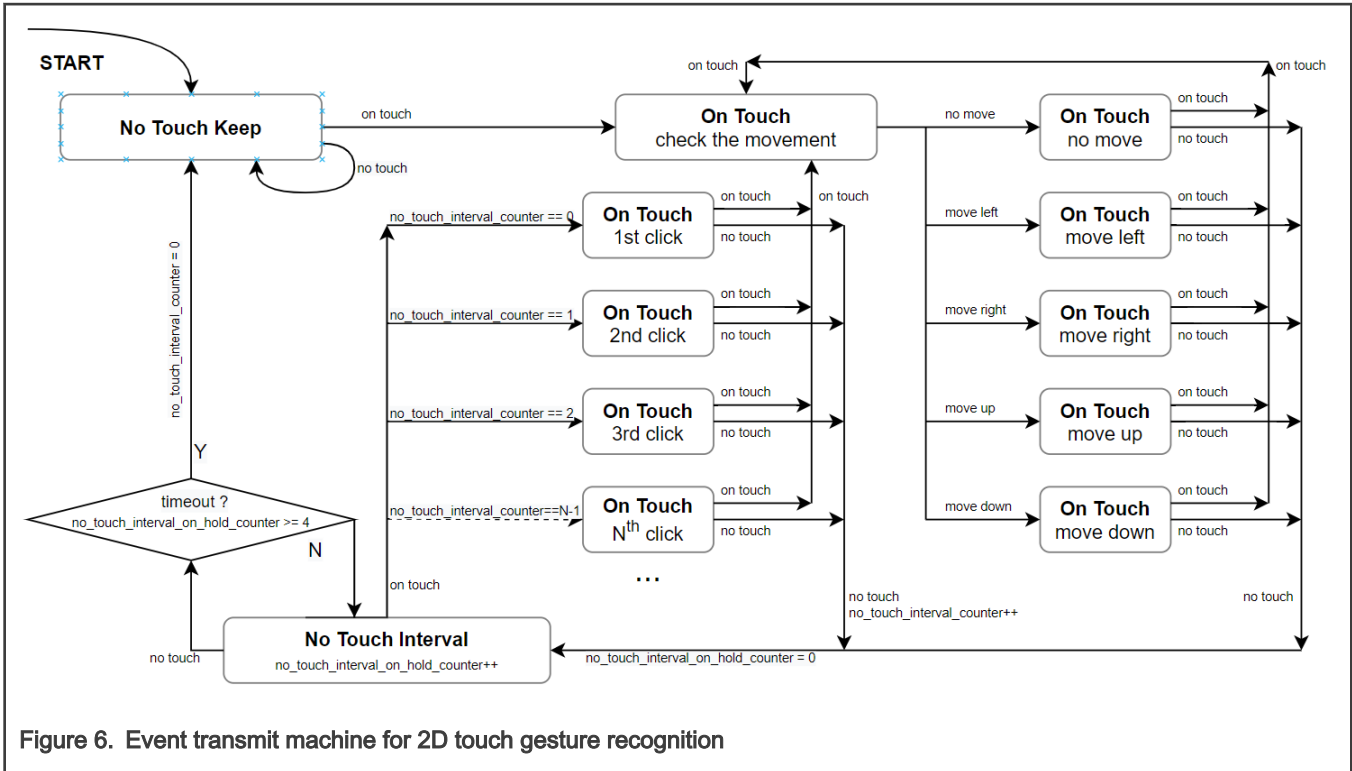 START
No Touch Keep
on touch
no touch
on touch
on touch
On Touch
check the movement
no move
On Touch
no move
on touch
no touch
on touch
no_touch_interval_counter == 0
On Touch
1st click
on touch
no touch
move left
On Touch
move left
on touch
no touch
no_touch_interval_counter == 1
On Touch
2nd click
on touch
no touch
move right
On Touch
move right
on touch
no touch
no_touch_interval_counter = 0
no_touch_interval_counter == 2
On Touch
3rd click
on touch
no touch
move up
On Touch
move up
on touch
no touch
Y
timeout ?
no_touch_interval_on_hold_counter >= 4
N
no_touch_interval_counter==N-1
On Touch
Nth click
on touch
no touch
...
move down
On Touch
move down
on touch
no touch
on touch
no touch
no_touch_interval_counter++
no touch
no touch
No Touch Interval
no_touch_interval_on_hold_counter++
no_touch_interval_on_hold_counter = 0
Figure 6. Event transmit machine for 2D touch gesture recognition